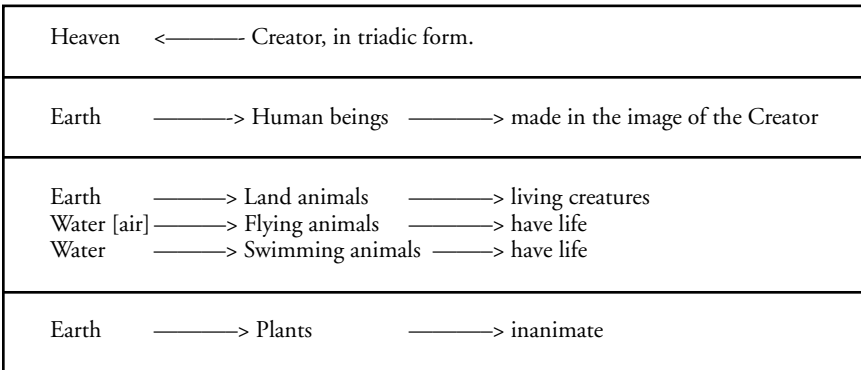 Heaven <————- Creator, in triadic form.
Earth ————-> Human beings ————> made in the image of the Creator
Earth ————> Land animals ————> living creatures
Water [air] ————> Flying animals ————> have life
Water ————> Swimming animals ———> have life
Earth ————> Plants ————> inanimate